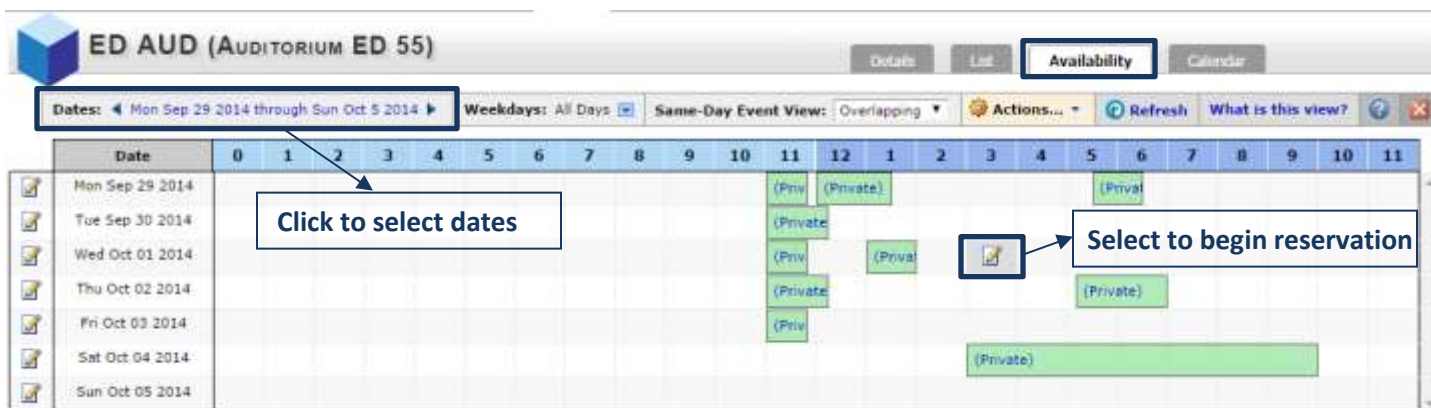 ED AUD (AUDITORIUM ED 55)
Details List Availability Calendar
Dates: Mon Sep 29 2014 through Sun Oct 5 2014 Weekdays: All Days Same-Day Event View: Overlapping Actions... Refresh What is this view?
Date 0 1 2 3 4 5 6 7 8 9 10 11 12 1 2 3 4 5 6 7 8 9 10 11
Mon Sep 29 2014 (Priv (Private) (Privat
Tue Sep 30 2014 (Private
Click to select dates
Wed Oct 01 2014 (Priv (Privat
Select to begin reservation
Thu Oct 02 2014 (Private (Private)
Fri Oct 03 2014 (Priv
Sat Oct 04 2014 (Private)
Sun Oct 05 2014